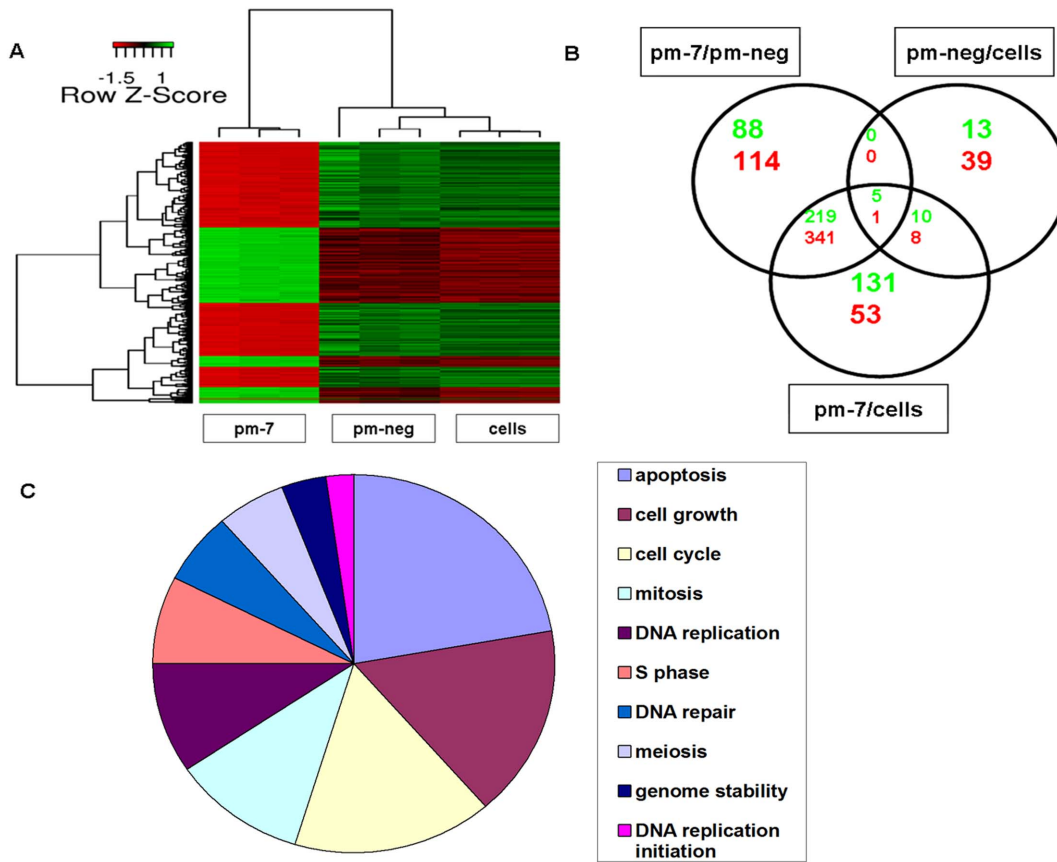 A
-1.5 1
Row Z-Score
pm-7
pm-neg
cells
B
pm-7/pm-neg
pm-neg/cells
88
114
0
0
13
39
5
1
219
341
10
8
131
53
pm-7/cells
C
apoptosis
cell growth
cell cycle
mitosis
DNA replication
S phase
DNA repair
meiosis
genome stability
DNA replication
initiation